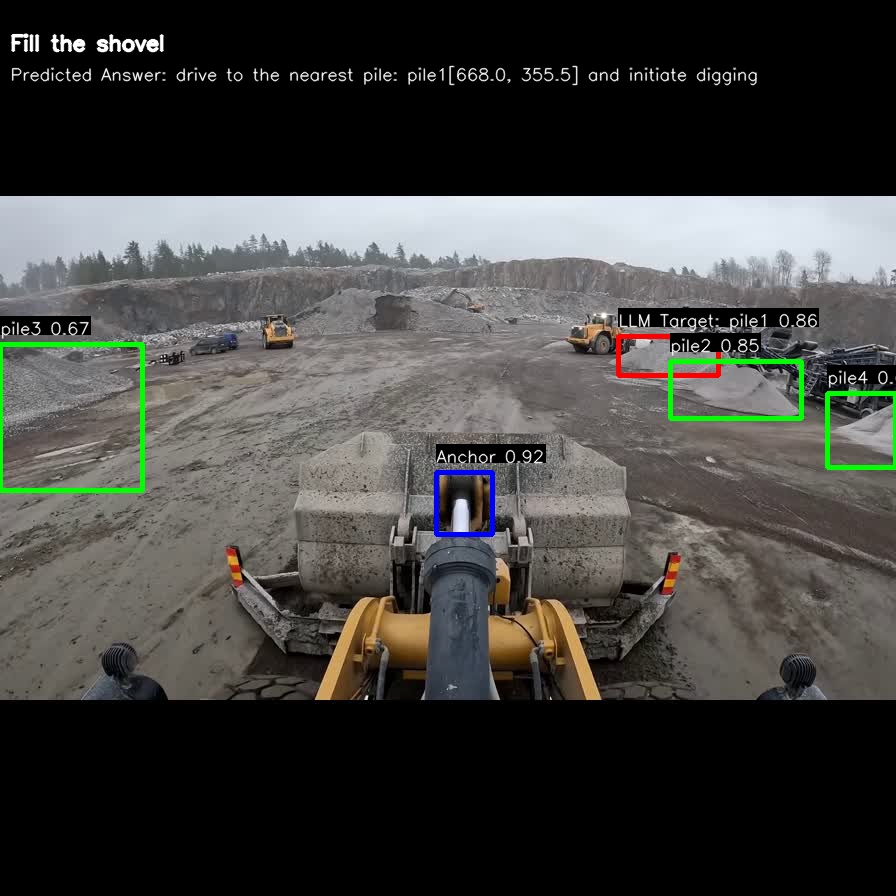 Fill the shovel
Predicted Answer: drive to the nearest pile: pile1[668.0, 355.5] and initiate digging
LLM Target: pile1 0.86
pile3 0.67
pile2 0.85
pile4 0.
Anchor 0.92